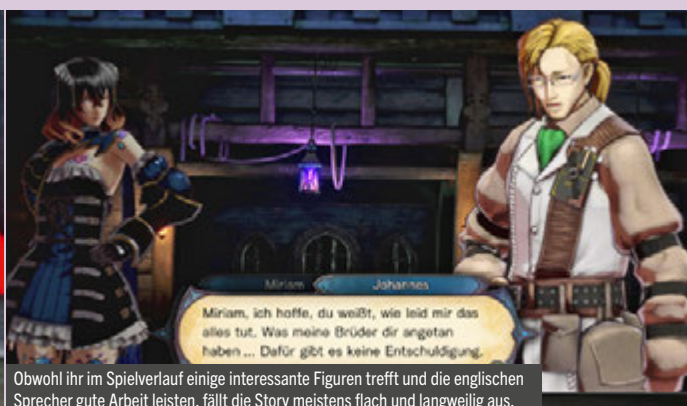 Miriam Johannes
Miriam, ich hoffe, du weißt, wie leid mir das
alles tut. Was meine Brüder dir angetan
haben ... Dafür gibt es keine Entschuldigung.
Obwohl ihr im Spielverlauf einige interessante Figuren trefft und die englischen
Sprecher gute Arbeit leisten, fällt die Story meistens flach und langweilig aus.